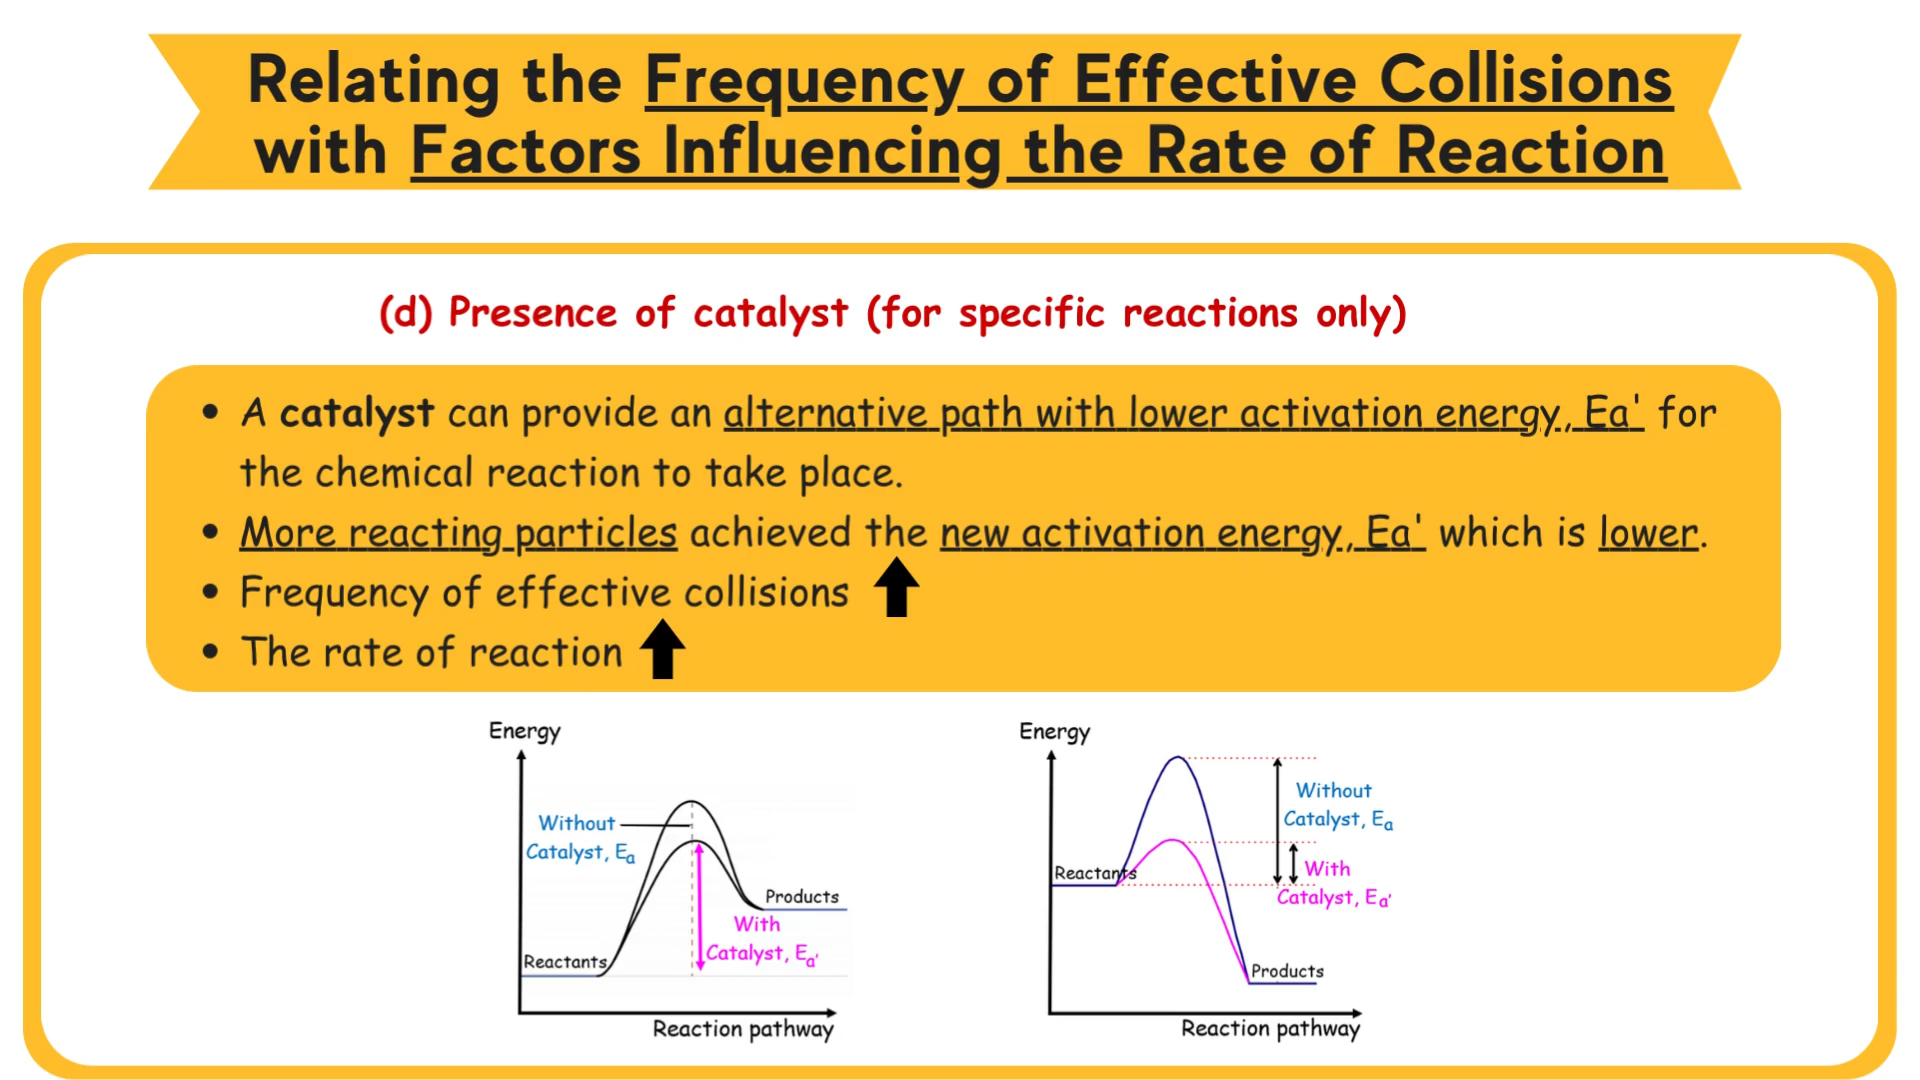 Relating the Frequency of Effective Collisions
with Factors Influencing the Rate of Reaction
(d) Presence of catalyst (for specific reactions only)
• A catalyst can provide an alternative path with lower activation energy, Ea' for
the chemical reaction to take place.
• More reacting particles achieved the new activation energy, Ea' which is lower.
• Frequency of effective collisions
• The rate of reaction
Energy
Without
Catalyst, Ea
Products
With
Catalyst, Ea'
Reactants
Reaction pathway
Energy
Without
Catalyst, Ea
Reactants
With
Catalyst, Ea'
Products
Reaction pathway